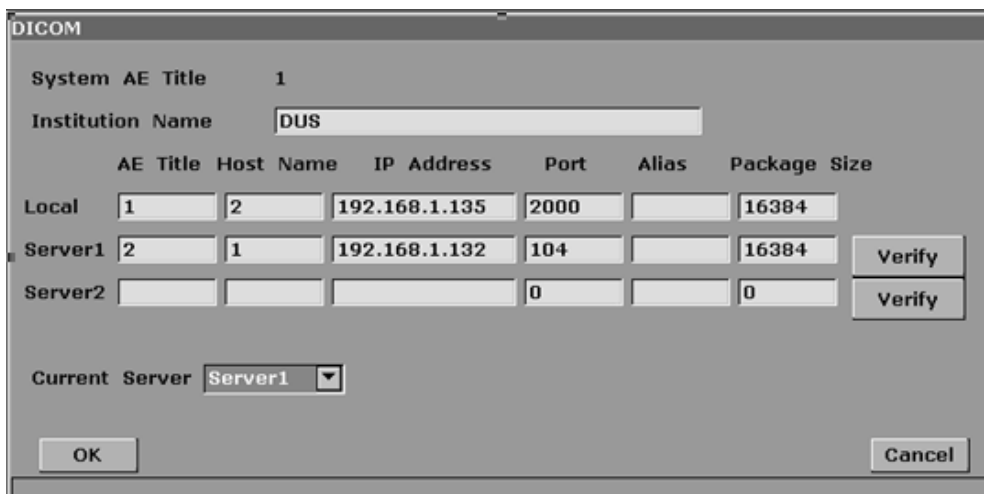 DICOM
System AE Title 1
Institution Name DUS
AE Title Host Name IP Address Port Alias Package Size
Local 1 2 192.168.1.135 2000 16384
Server1 2 1 192.168.1.132 104 16384 Verify
Server2 0 0 Verify
Current Server Server1
OK Cancel